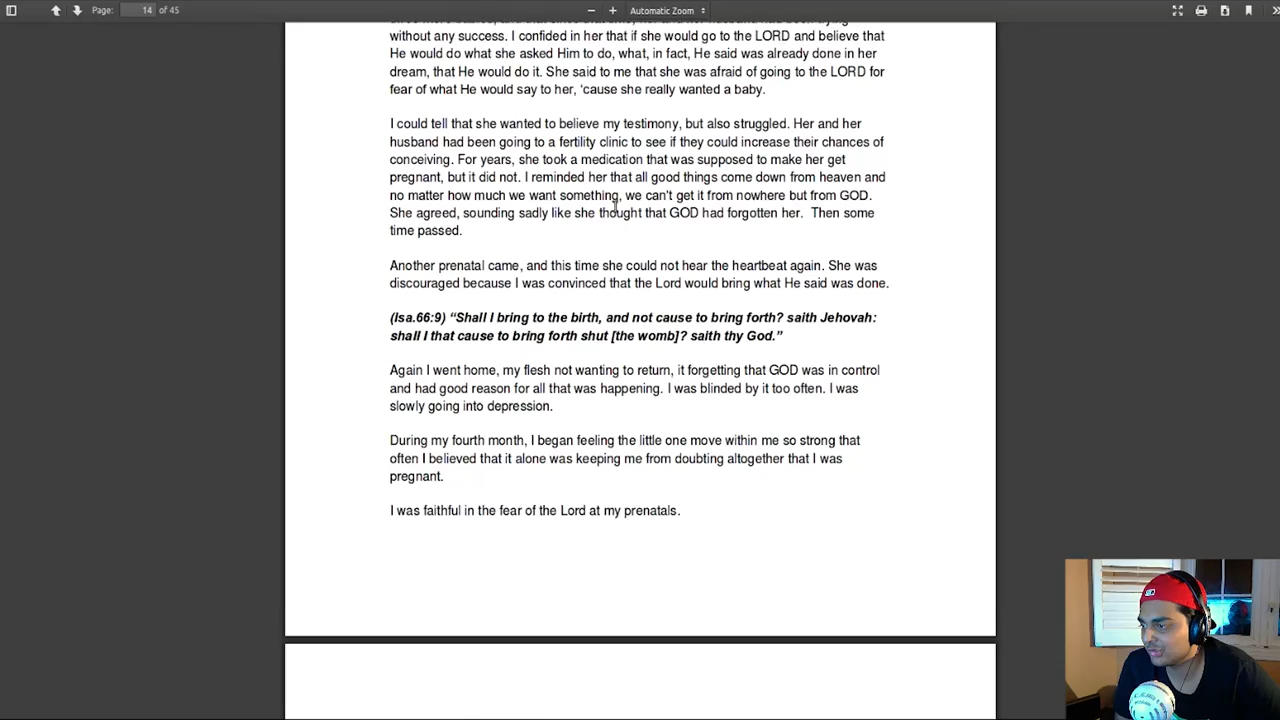 Page: 14 of 45 Automatic Zoom
without any success. I confided in her that if she would go to the LORD and believe that
He would do what she asked Him to do, what, in fact, He said was already done in her
dream, that He would do it. She said to me that she was afraid of going to the LORD for
fear of what He would say to her, ‘cause she really wanted a baby.
I could tell that she wanted to believe my testimony, but also struggled. Her and her
husband had been going to a fertility clinic to see if they could increase their chances of
conceiving. For years, she took a medication that was supposed to make her get
pregnant, but it did not. I reminded her that all good things come down from heaven and
no matter how much we want something, we can't get it from nowhere but from GOD.
She agreed, sounding sadly like she thought that GOD had forgotten her. Then some
time passed.
Another prenatal came, and this time she could not hear the heartbeat again. She was
discouraged because I was convinced that the Lord would bring what He said was done.
(Isa.66:9) “Shall I bring to the birth, and not cause to bring forth? saith Jehovah:
shall I that cause to bring forth shut [the womb]? saith thy God.”
Again I went home, my flesh not wanting to return, it forgetting that GOD was in control
and had good reason for all that was happening. I was blinded by it too often. I was
slowly going into depression.
During my fourth month, I began feeling the little one move within me so strong that
often I believed that it alone was keeping me from doubting altogether that I was
pregnant.
I was faithful in the fear of the Lord at my prenatals.